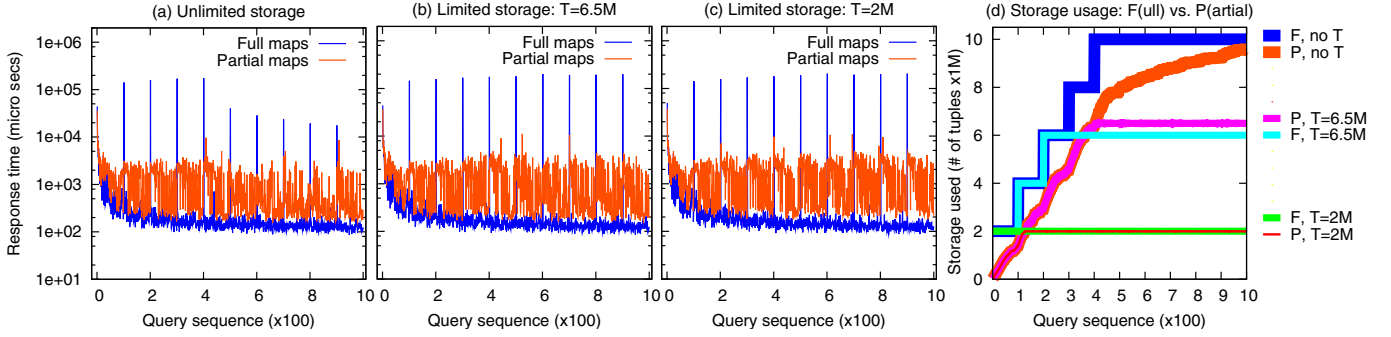 (a) Unlimited storage
Response time (micro secs)
1e+06
1e+05
1e+04
1e+03
1e+02
1e+01
Full maps
Partial maps
0 2 4 6 8 10
Query sequence (x100)
(b) Limited storage: T=6.5M
Full maps
Partial maps
0 2 4 6 8 10
Query sequence (x100)
(c) Limited storage: T=2M
Full maps
Partial maps
0 2 4 6 8 10
Query sequence (x100)
(d) Storage usage: F(ull) vs. P(artial)
Storage used (# of tuples x1M)
10
8
6
4
2
0
0 1 2 3 4 5 6 7 8 9 10
Query sequence (x100)
F, no T
P, no T
P, T=6.5M
F, T=6.5M
F, T=2M
P, T=2M